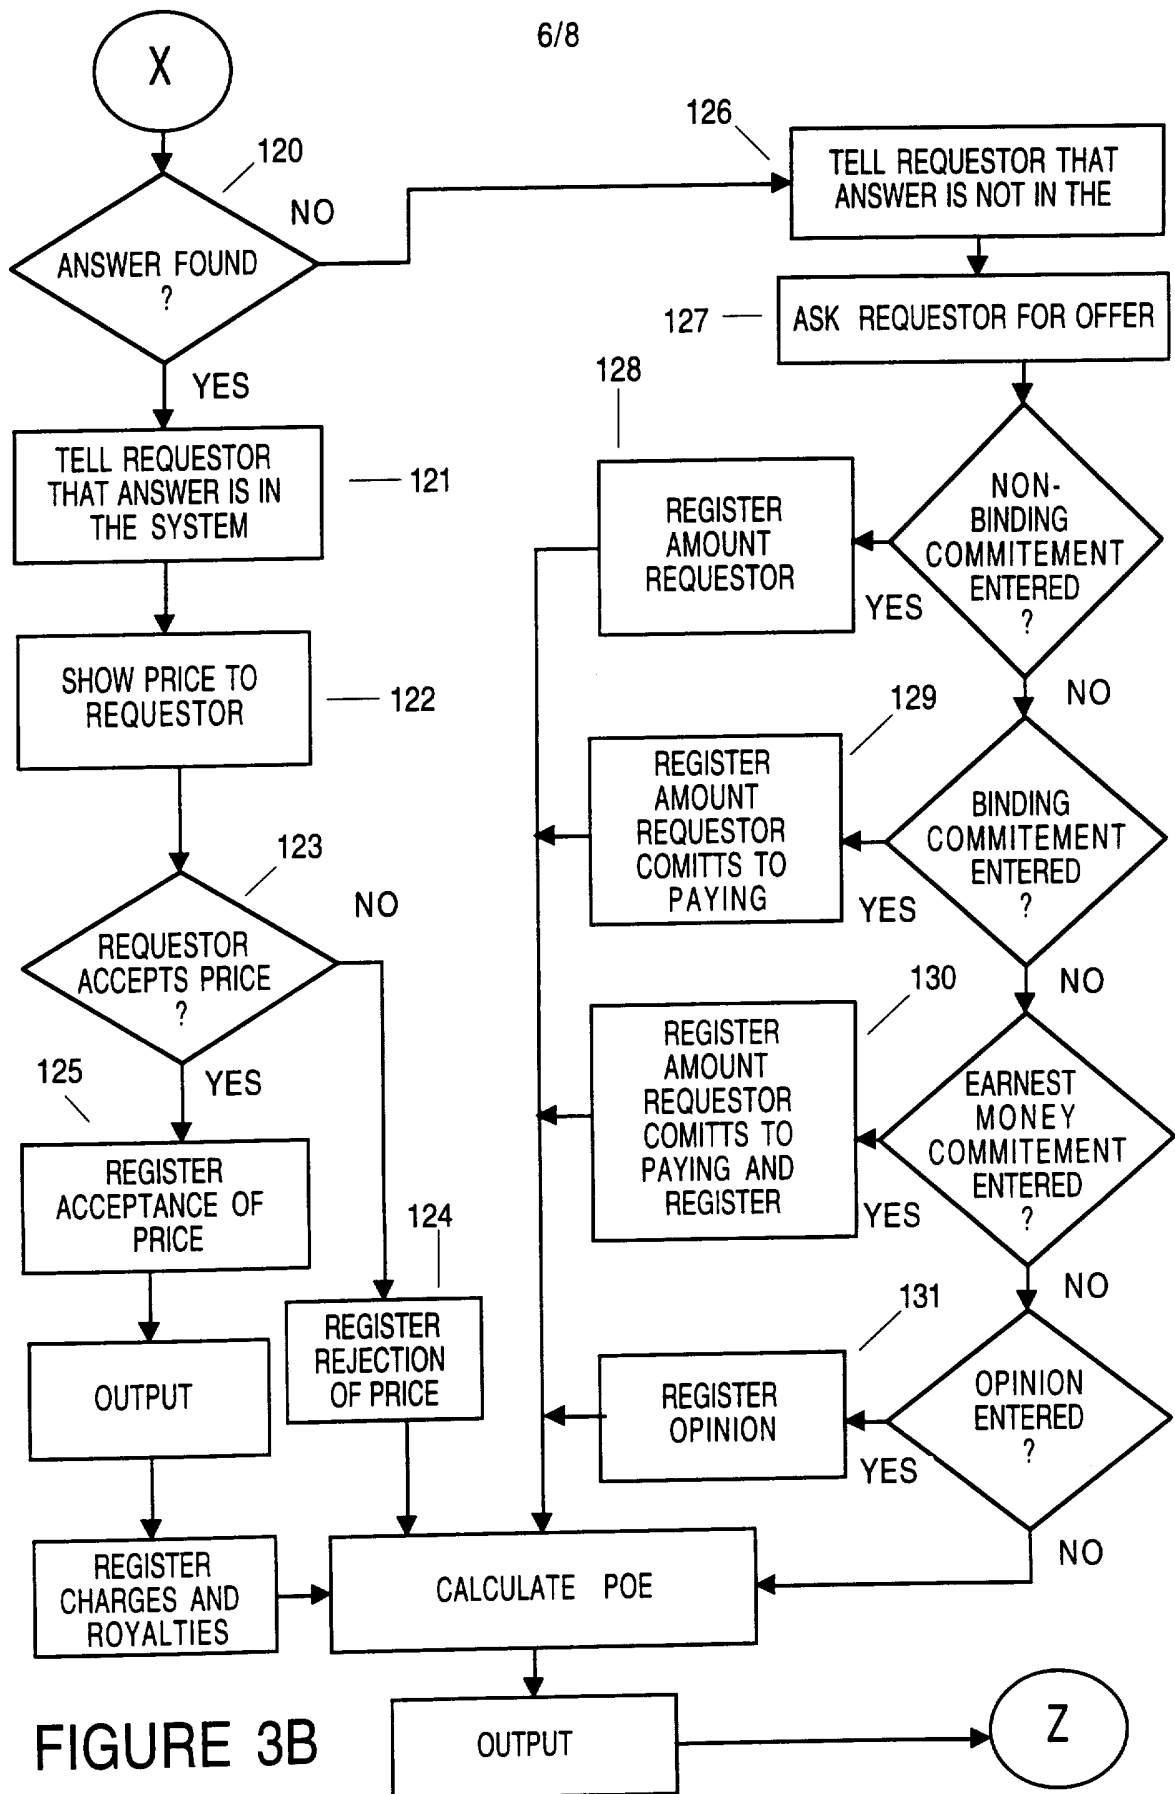 6/8
X
120
NO
ANSWER FOUND
?
YES
TELL REQUESTOR
THAT ANSWER IS IN
THE SYSTEM
121
SHOW PRICE TO
REQUESTOR
122
123
NO
REQUESTOR
ACCEPTS PRICE
?
YES
125
REGISTER
ACCEPTANCE OF
PRICE
124
REGISTER
REJECTION
OF PRICE
OUTPUT
REGISTER
CHARGES AND
ROYALTIES
126
TELL REQUESTOR THAT
ANSWER IS NOT IN THE
127
ASK REQUESTOR FOR OFFER
128
REGISTER
AMOUNT
REQUESTOR
NON-
BINDING
COMMITEMENT
ENTERED
?
YES
NO
129
REGISTER
AMOUNT
REQUESTOR
COMITTS TO
PAYING
BINDING
COMMITEMENT
ENTERED
?
YES
NO
130
REGISTER
AMOUNT
REQUESTOR
COMITTS TO
PAYING AND
REGISTER
EARNEST
MONEY
COMMITEMENT
ENTERED
?
YES
NO
131
REGISTER
OPINION
OPINION
ENTERED
?
YES
NO
CALCULATE POE
OUTPUT
Z
FIGURE 3B